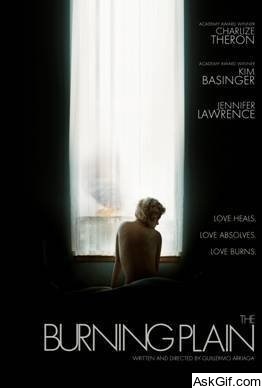 ACADEMY AWARD WINNER
CHARLIZE
THERON
ACADEMY AWARD WINNER
KIM
BASINGER
JENNIFER
LAWRENCE
LOVE HEALS.
LOVE ABSOLVES.
LOVE BURNS.
THE
BURNING PLAIN
WRITTEN AND DIRECTED BY GUILLERMO ARRIAGA
AskGif.com